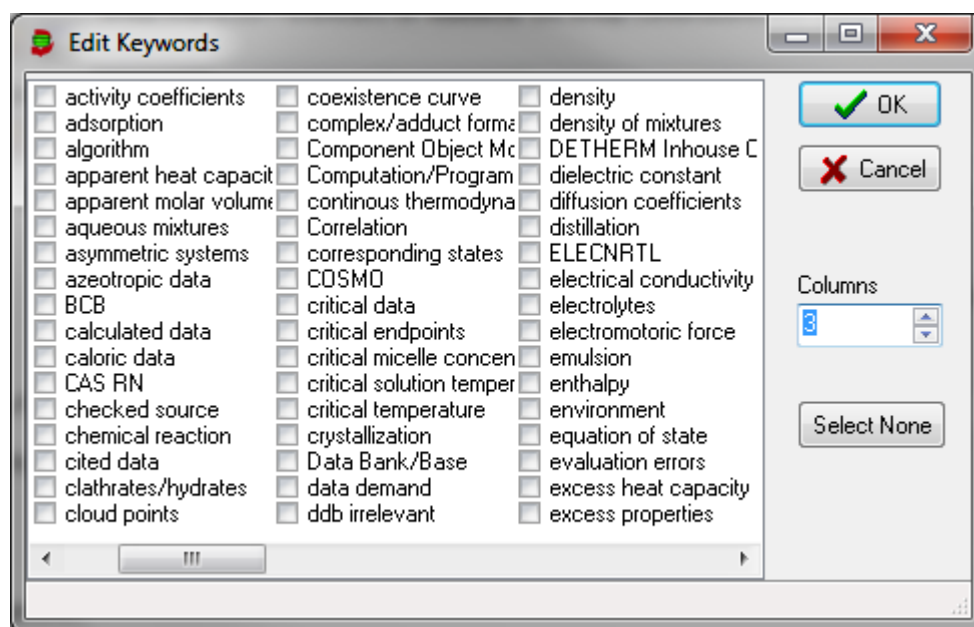 Edit Keywords
activity coefficients
adsorption
algorithm
apparent heat capacit
apparent molar volume
aqueous mixtures
asymmetric systems
azeotropic data
BCB
calculated data
caloric data
CAS RN
checked source
chemical reaction
cited data
clathrates/hydrates
cloud points
coexistence curve
complex/adduct forma
Component Object Mo
Computation/Program
continous thermodyna
Correlation
corresponding states
COSMO
critical data
critical endpoints
critical micelle concen
critical solution temper
critical temperature
crystallization
Data Bank/Base
data demand
ddb irrelevant
density
density of mixtures
DETHERM Inhouse C
dielectric constant
diffusion coefficients
distillation
ELECNRTL
electrical conductivity
electrolytes
electromotoric force
emulsion
enthalpy
environment
equation of state
evaluation errors
excess heat capacity
excess properties
OK
Cancel
Columns
3
Select None